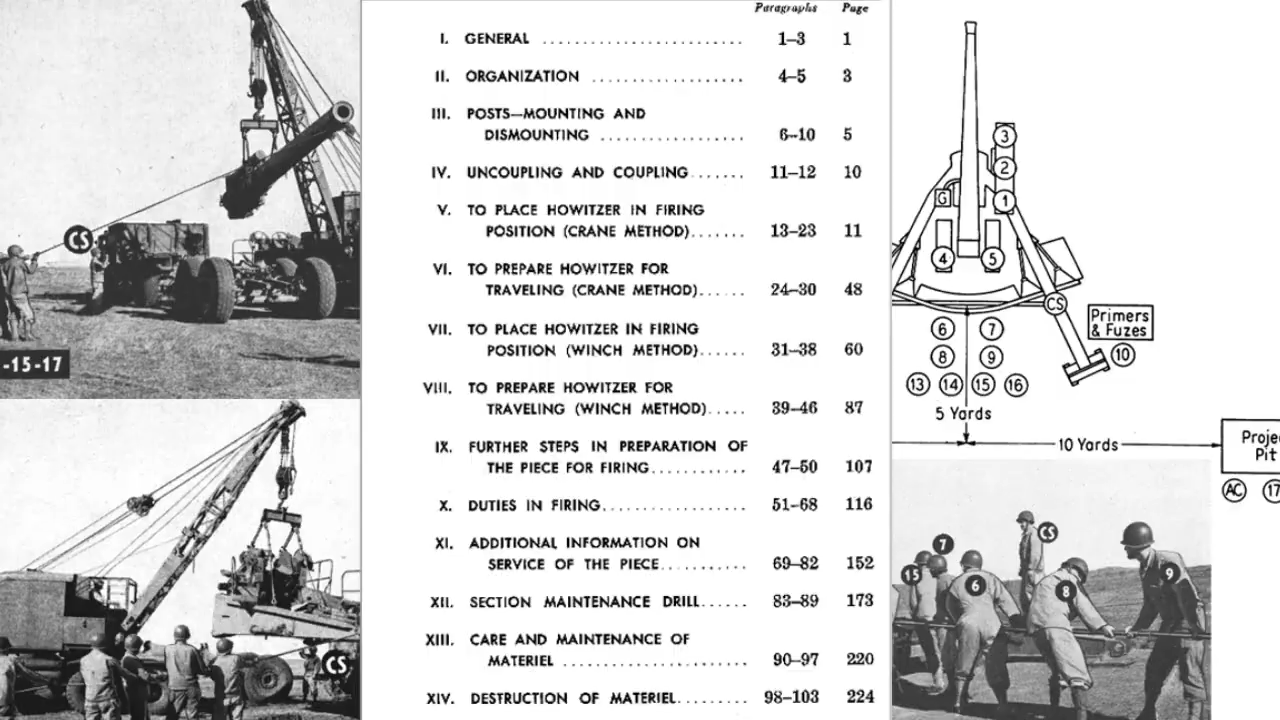 CS
-15-17
CS
Paragraphs Page
I. GENERAL ......................... 1–3 1
II. ORGANIZATION ................... 4–5 3
III. POSTS—MOUNTING AND
DISMOUNTING .................. 6–10 5
IV. UNCOUPLING AND COUPLING....... 11–12 10
V. TO PLACE HOWITZER IN FIRING
POSITION (CRANE METHOD)....... 13–23 11
VI. TO PREPARE HOWITZER FOR
TRAVELING (CRANE METHOD)...... 24–30 48
VII. TO PLACE HOWITZER IN FIRING
POSITION (WINCH METHOD)...... 31–38 60
VIII. TO PREPARE HOWITZER FOR
TRAVELING (WINCH METHOD)..... 39–46 87
IX. FURTHER STEPS IN PREPARATION OF
THE PIECE FOR FIRING............ 47–50 107
X. DUTIES IN FIRING.................. 51–68 116
XI. ADDITIONAL INFORMATION ON
SERVICE OF THE PIECE........... 69–82 152
XII. SECTION MAINTENANCE DRILL...... 83–89 173
XIII. CARE AND MAINTENANCE OF
MATERIEL ....................... 90–97 220
XIV. DESTRUCTION OF MATERIEL......... 98–103 224
3
2
G 1
4 5
CS
Primers
& Fuzes
6 7
8 9 10
13 14 15 16
5 Yards
10 Yards
Proje
Pit
AC 17
7 CS
15 6 8 9